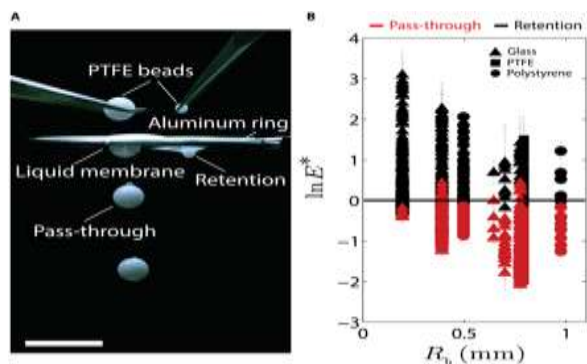 A
PTFE beads
Aluminum ring
Liquid membrane
Retention
Pass-through
B
Pass-through
Retention
Glass
PTFE
Polystyrene
ln E*
4
3
2
1
0
−1
−2
−3
0
0.5
1
(mm)